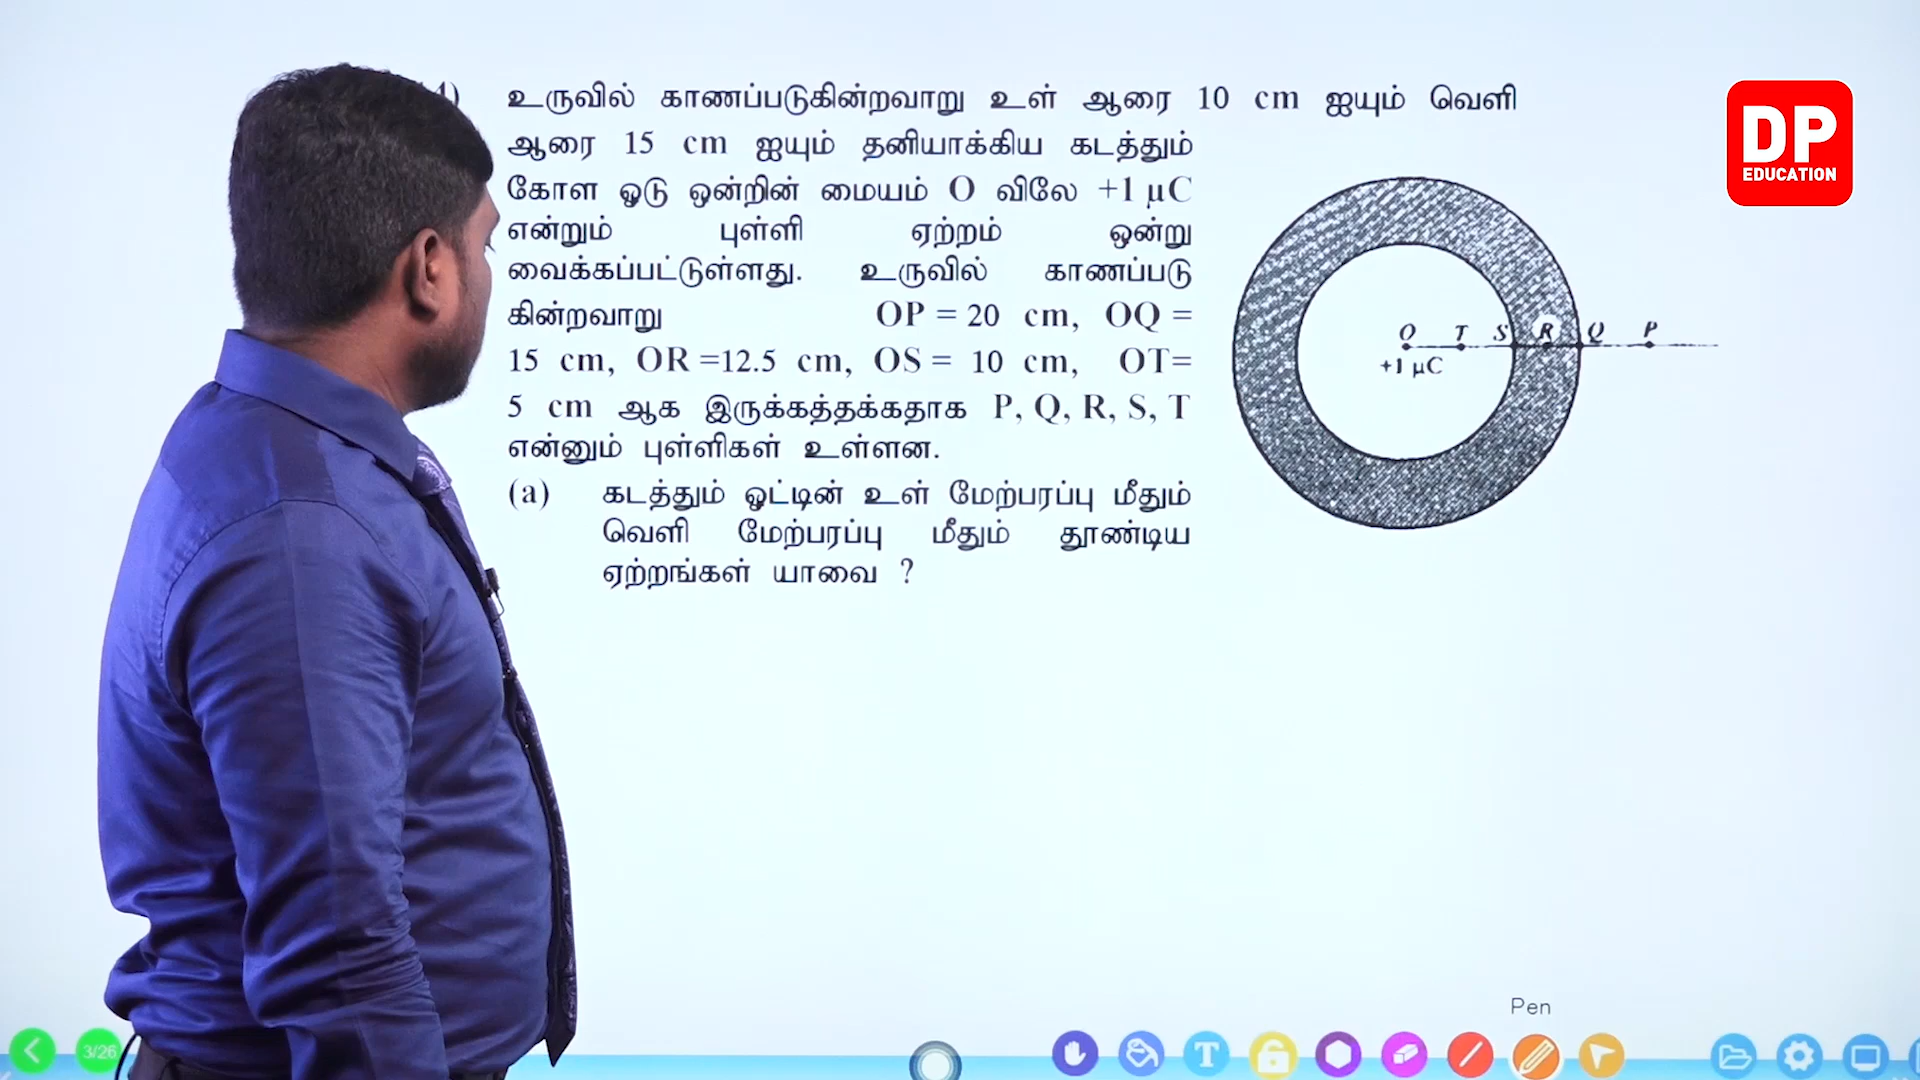 உருவில் காணப்படுகின்றவாறு உள் ஆரை 10 cm ஐயும் வெளி
ஆரை 15 cm ஐயும் தனியாக்கிய கடத்தும்
கோள ஓடு ஒன்றின் மையம் O விலே +1 μC
என்றும் புள்ளி ஏற்றம் ஒன்று
வைக்கப்பட்டுள்ளது. உருவில் காணப்படு
கின்றவாறு OP = 20 cm, OQ =
15 cm, OR =12.5 cm, OS = 10 cm, OT=
5 cm ஆக இருக்கத்தக்கதாக P, Q, R, S, T
என்னும் புள்ளிகள் உள்ளன.
(a) கடத்தும் ஓட்டின் உள் மேற்பரப்பு மீதும்
வெளி மேற்பரப்பு மீதும் தூண்டிய
ஏற்றங்கள் யாவை ?
O T S R Q P
+1 μC
DP
EDUCATION
Pen
3/26
T